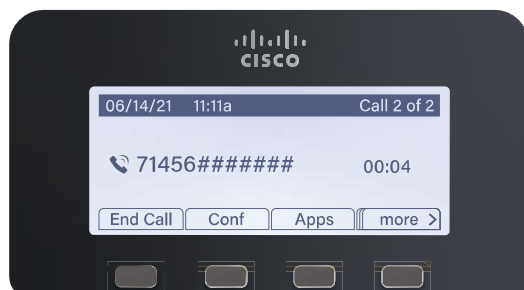 CISCO
06/14/21 11:11a Call 2 of 2
71456####### 00:04
End Call Conf Apps more >